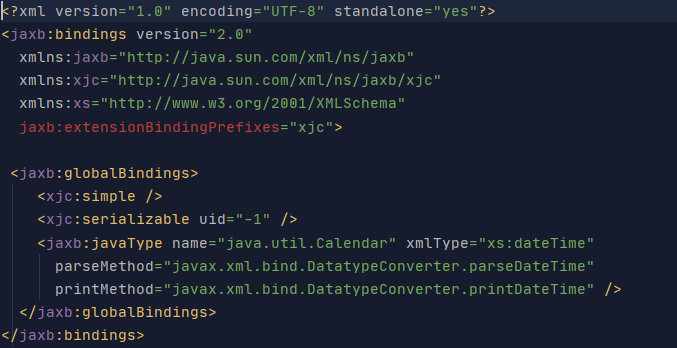 <?xml version="1.0" encoding="UTF-8" standalone="yes"?>
<jaxb:bindings version="2.0"
  xmlns:jaxb="http://java.sun.com/xml/ns/jaxb"
  xmlns:xjc="http://java.sun.com/xml/ns/jaxb/xjc"
  xmlns:xs="http://www.w3.org/2001/XMLSchema"
  jaxb:extensionBindingPrefixes="xjc">

 <jaxb:globalBindings>
    <xjc:simple />
    <xjc:serializable uid="-1" />
    <jaxb:javaType name="java.util.Calendar" xmlType="xs:dateTime"
      parseMethod="javax.xml.bind.DatatypeConverter.parseDateTime"
      printMethod="javax.xml.bind.DatatypeConverter.printDateTime" />
  </jaxb:globalBindings>
</jaxb:bindings>